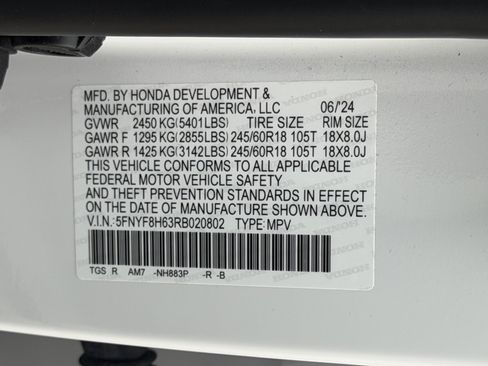 MFD. BY HONDA DEVELOPMENT &
MANUFACTURING OF AMERICA, LLC 06/'24
GVWR 2450 KG(5401LBS) TIRE SIZE RIM SIZE
GAWR F 1295 KG(2855LBS) 245/60R18 105T 18X8.0J
GAWR R 1425 KG(3142LBS) 245/60R18 105T 18X8.0J
THIS VEHICLE CONFORMS TO ALL APPLICABLE
FEDERAL MOTOR VEHICLE SAFETY
AND THEFT PREVENTION STANDARDS IN EFFECT
ON THE DATE OF MANUFACTURE SHOWN ABOVE.
V.I.N.: 5FNYF8H63RB020802 TYPE: MPV
TGS R AM7 -NH883P -R -B